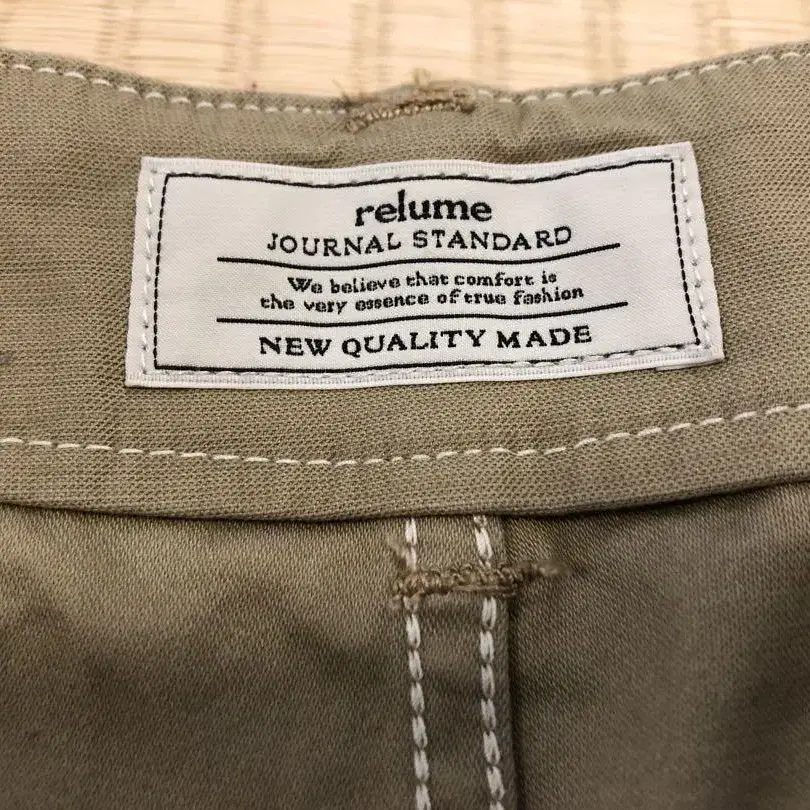 relume
JOURNAL STANDARD
We believe that comfort is
the very essence of true fashion
NEW QUALITY MADE